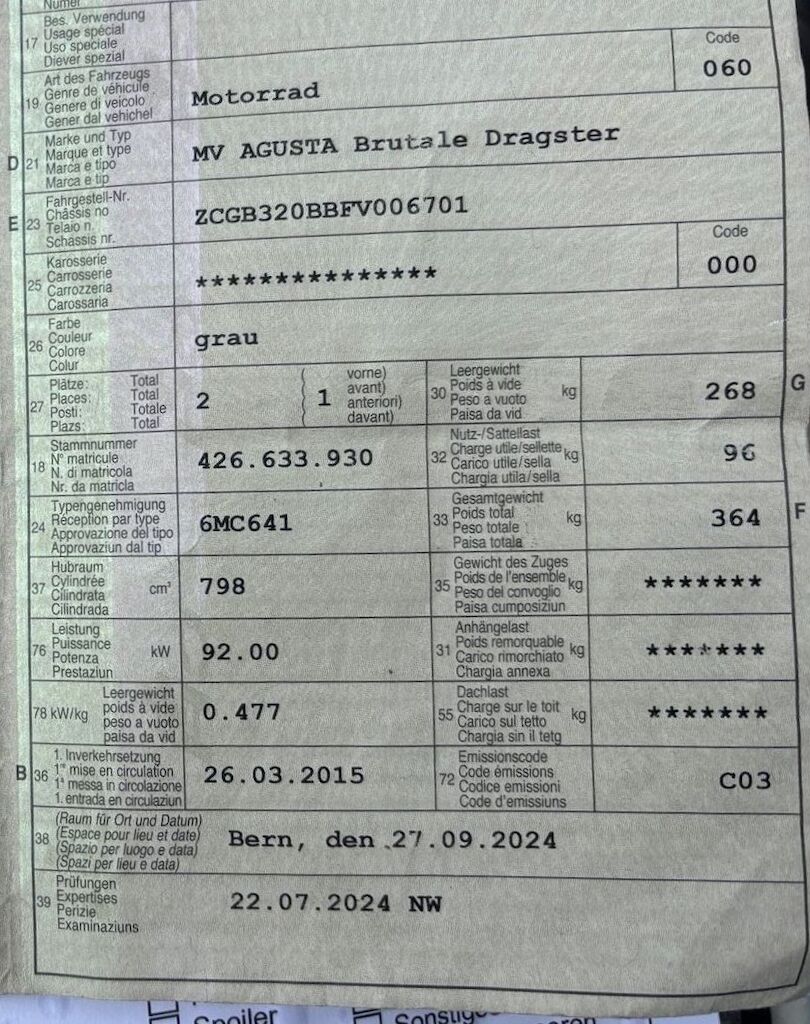 Numer
17 Bes. Verwendung
Usage spécial
Uso speciale
Diever spezial
19 Art des Fahrzeugs
Genre de véhicule
Genere di veicolo
Gener dal vehichel
Motorrad
Code
060
D 21 Marke und Typ
Marque et type
Marca e tipo
Marca e tip
MV AGUSTA Brutale Dragster
E 23 Fahrgestell-Nr.
Châssis no
Telaio n.
Schassis nr.
ZCGB320BBFV006701
25 Karosserie
Carrosserie
Carrozzeria
Carossaria
***************
Code
000
26 Farbe
Couleur
Colore
Colur
grau
27 Plätze: Total
Places: Total
Posti: Totale
Plazs: Total
2
( 1 vorne)
avant)
anteriori)
davant)
30 Leergewicht
Poids à vide
Peso a vuoto
Paisa da vid
kg
268
G
18 Stammnummer
N° matricule
N. di matricola
Nr. da matricla
426.633.930
32 Nutz-/Sattellast
Charge utile/sellette
Carico utile/sella
Chargia utila/sella
kg
96
24 Typengenehmigung
Réception par type
Approvazione del tipo
Approvaziun dal tip
6MC641
33 Gesamtgewicht
Poids total
Peso totale
Paisa totala
kg
364
F
37 Hubraum
Cylindrée
Cilindrata
Cilindrada
cm³
798
35 Gewicht des Zuges
Poids de l'ensemble
Peso del convoglio
Paisa cumposiziun
kg
*******
76 Leistung
Puissance
Potenza
Prestaziun
kW
92.00
31 Anhängelast
Poids remorquable
Carico rimorchiato
Chargia annexa
kg
*******
78 kW/kg
Leergewicht
poids à vide
peso a vuoto
paisa da vid
0.477
55 Dachlast
Charge sur le toit
Carico sul tetto
Chargia sin il tetg
kg
*******
B 36 1. Inverkehrsetzung
1re mise en circulation
1a messa in circolazione
1. entrada en circulaziun
26.03.2015
72 Emissionscode
Code émissions
Codice emissioni
Code d'emissiuns
C03
38 (Raum für Ort und Datum)
(Espace pour lieu et date)
(Spazio per luogo e data)
(Spazi per lieu e data)
Bern, den 27.09.2024
39 Prüfungen
Expertises
Perizie
Examinaziuns
22.07.2024 NW
Spoiler